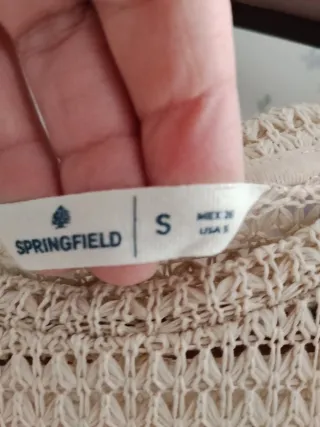 SPRINGFIELD
S
MEX 26
USA S